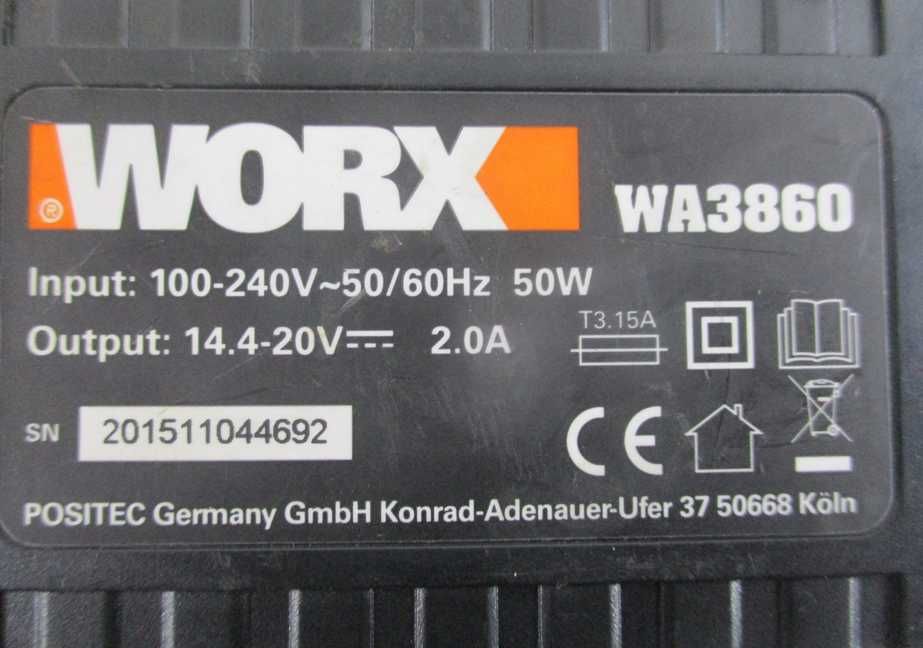 WORX ®
WA3860
Input: 100-240V~50/60Hz 50W
Output: 14.4-20V⎓ 2.0A
T3.15A
SN 201511044692
CE
POSITEC Germany GmbH Konrad-Adenauer-Ufer 37 50668 Köln